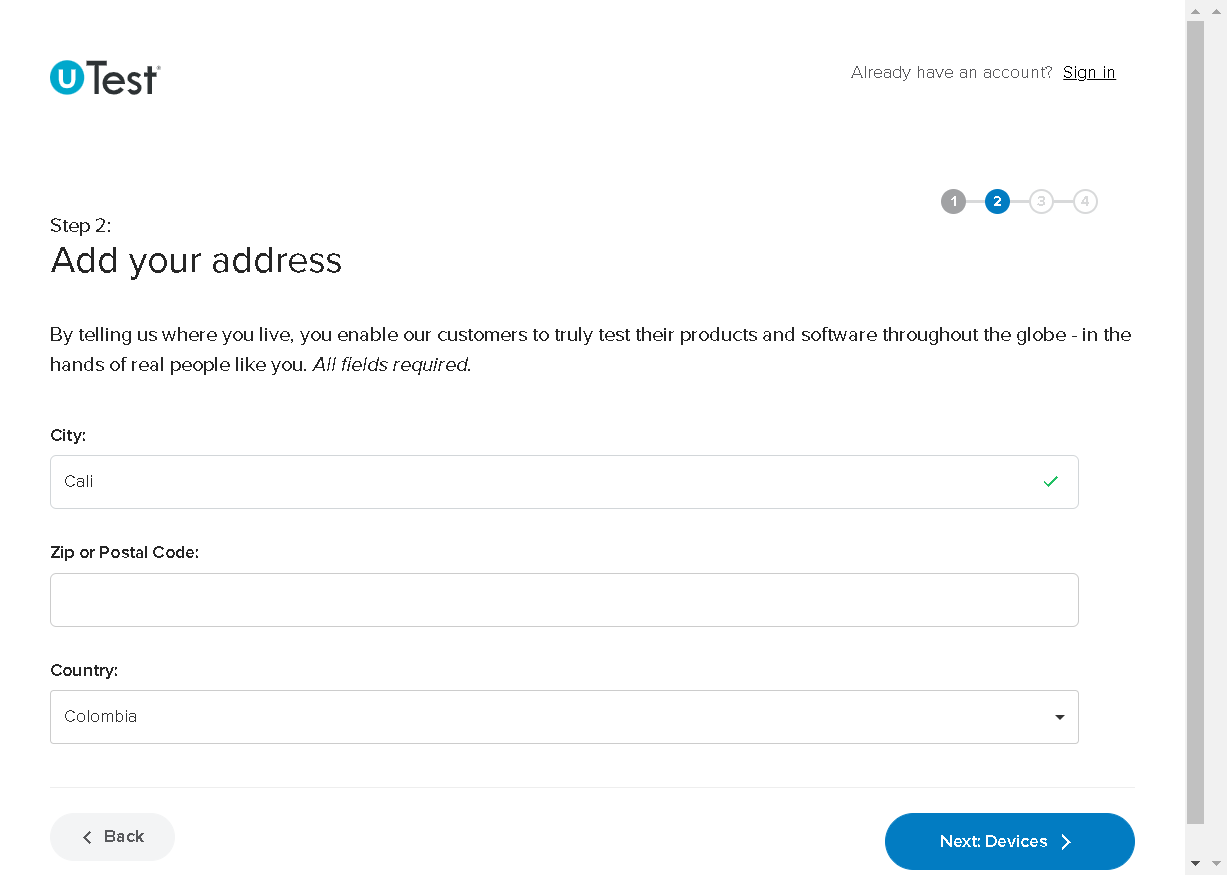 uTest®
Already have an account? Sign in
1 2 3 4
Step 2:
Add your address
By telling us where you live, you enable our customers to truly test their products and software throughout the globe - in the
hands of real people like you. All fields required.
City:
Cali
Zip or Postal Code:
Country:
Colombia
Back
Next: Devices